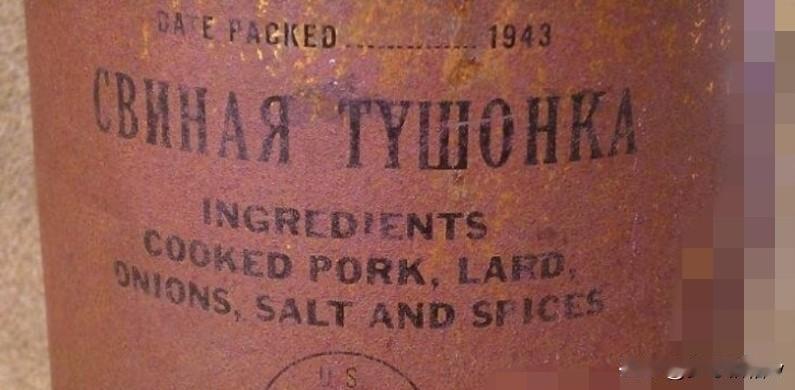 DATE PACKED.................. 1943
СВИНАЯ ТУШОНКА
INGREDIENTS
COOKED PORK, LARD,
ONIONS, SALT AND SPICES
U.S.